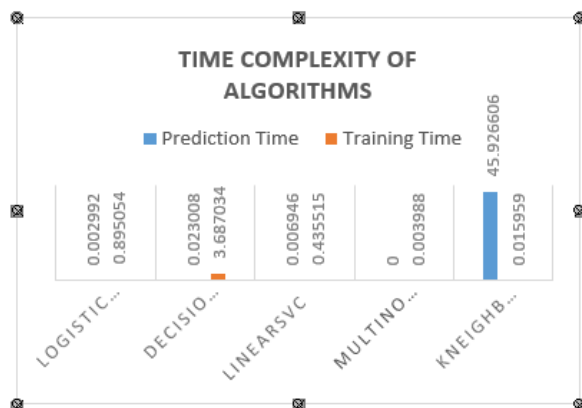 TIME COMPLEXITY OF
ALGORITHMS
Prediction Time Training Time
0.002992
0.895054
0.023008
3.687034
0.006946
0.435515
0
0.003988
45.926606
0.015959
LOGISTIC...
DECISIO...
LINEARSVC
MULTINO...
KNEIGHB...